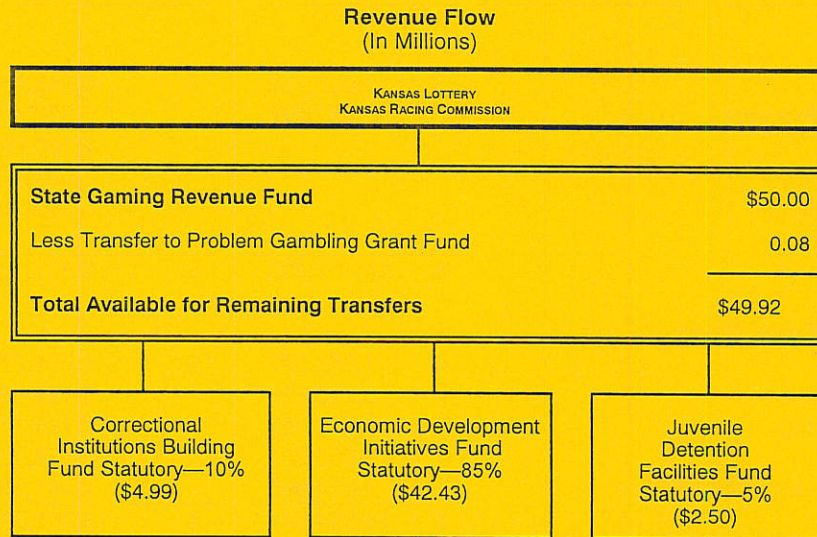 Revenue Flow
(In Millions)
KANSAS LOTTERY
KANSAS RACING COMMISSION
State Gaming Revenue Fund $50.00
Less Transfer to Problem Gambling Grant Fund 0.08
Total Available for Remaining Transfers $49.92
Correctional
Institutions Building
Fund Statutory—10%
($4.99)
Economic Development
Initiatives Fund
Statutory—85%
($42.43)
Juvenile
Detention
Facilities Fund
Statutory—5%
($2.50)